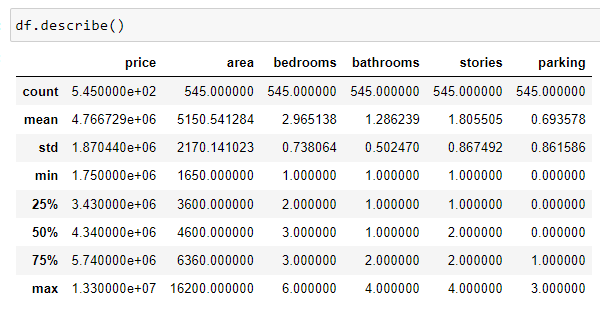 df.describe()
price area bedrooms bathrooms stories parking
count 5.450000e+02 545.000000 545.000000 545.000000 545.000000 545.000000
mean 4.766729e+06 5150.541284 2.965138 1.286239 1.805505 0.693578
std 1.870440e+06 2170.141023 0.738064 0.502470 0.867492 0.861586
min 1.750000e+06 1650.000000 1.000000 1.000000 1.000000 0.000000
25% 3.430000e+06 3600.000000 2.000000 1.000000 1.000000 0.000000
50% 4.340000e+06 4600.000000 3.000000 1.000000 2.000000 0.000000
75% 5.740000e+06 6360.000000 3.000000 2.000000 2.000000 1.000000
max 1.330000e+07 16200.000000 6.000000 4.000000 4.000000 3.000000